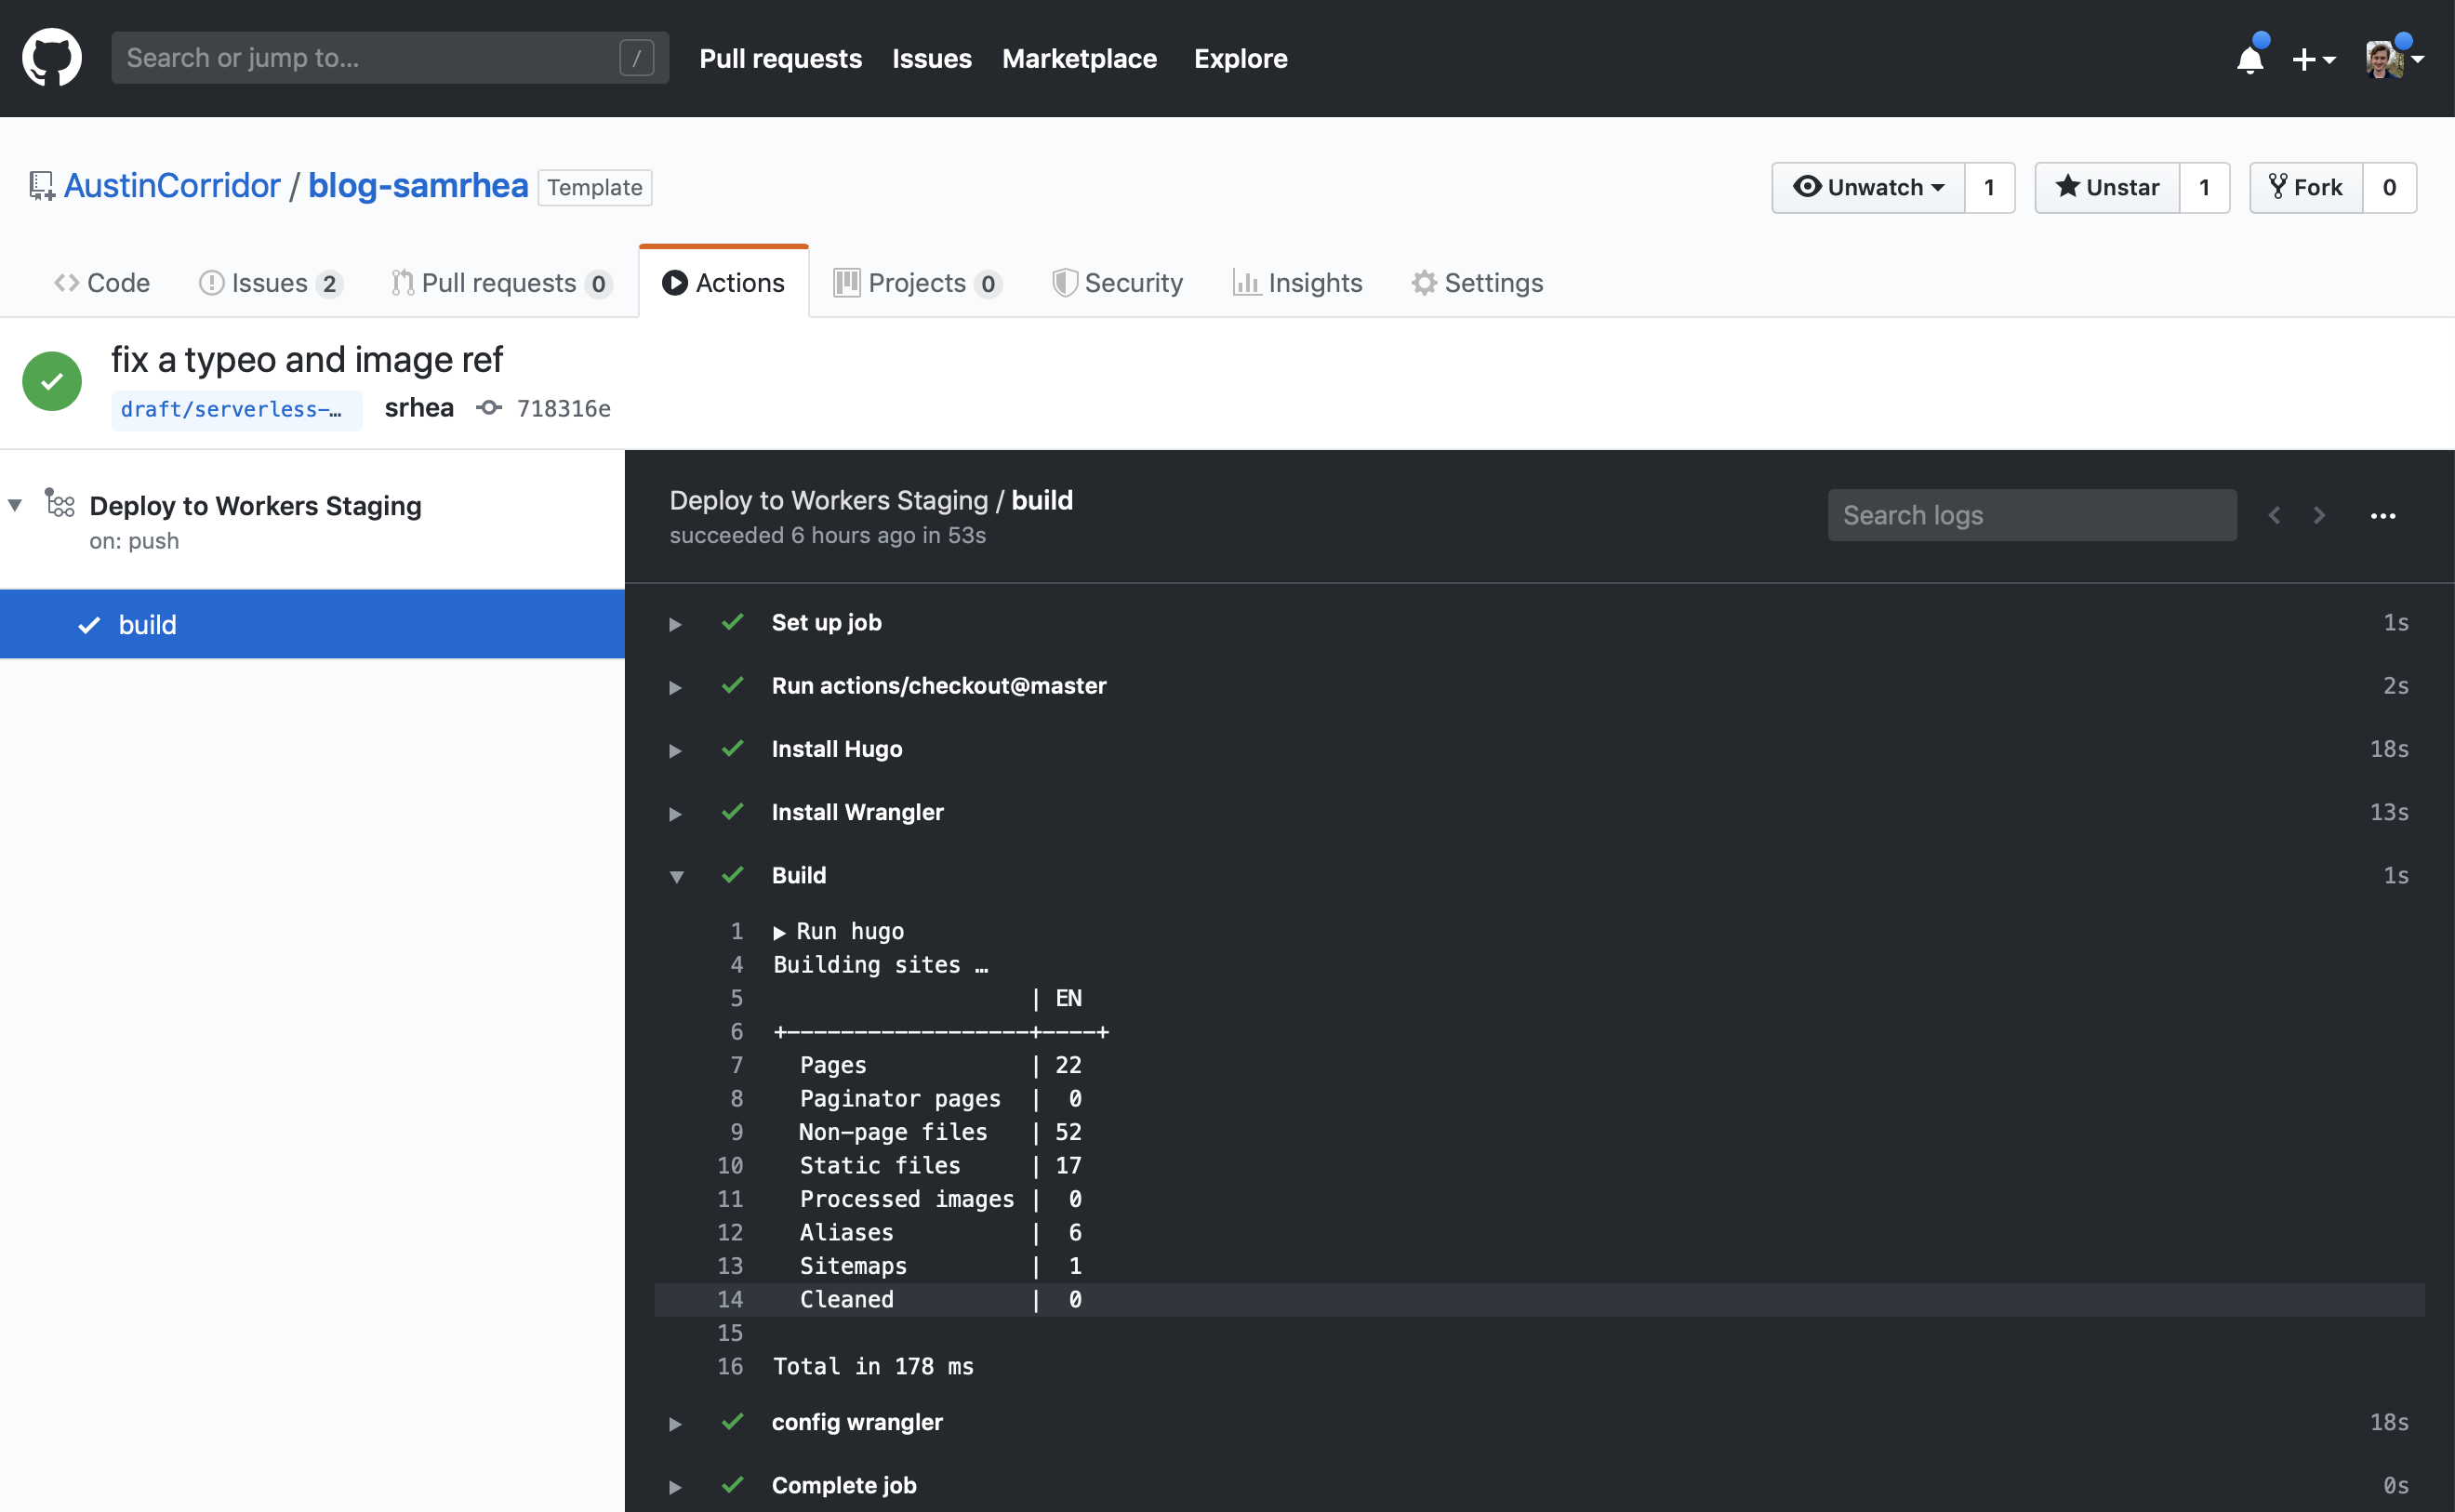 Search or jump to... /
Pull requests Issues Marketplace Explore
AustinCorridor / blog-samrhea Template
Unwatch 1 Unstar 1 Fork 0
Code Issues 2 Pull requests 0 Actions Projects 0 Security Insights Settings
fix a typeo and image ref
draft/serverless-… srhea 718316e
Deploy to Workers Staging
on: push
build
Deploy to Workers Staging / build
succeeded 6 hours ago in 53s
Search logs
Set up job 1s
Run actions/checkout@master 2s
Install Hugo 18s
Install Wrangler 13s
Build 1s
1 Run hugo
4 Building sites …
5 | EN
6 +------------------+----+
7 Pages | 22
8 Paginator pages | 0
9 Non-page files | 52
10 Static files | 17
11 Processed images | 0
12 Aliases | 6
13 Sitemaps | 1
14 Cleaned | 0
15
16 Total in 178 ms
config wrangler 18s
Complete job 0s